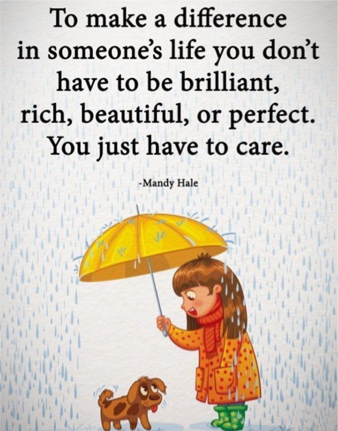 To make a difference
in someone's life you don't
have to be brilliant,
rich, beautiful, or perfect.
You just have to care.
-Mandy Hale